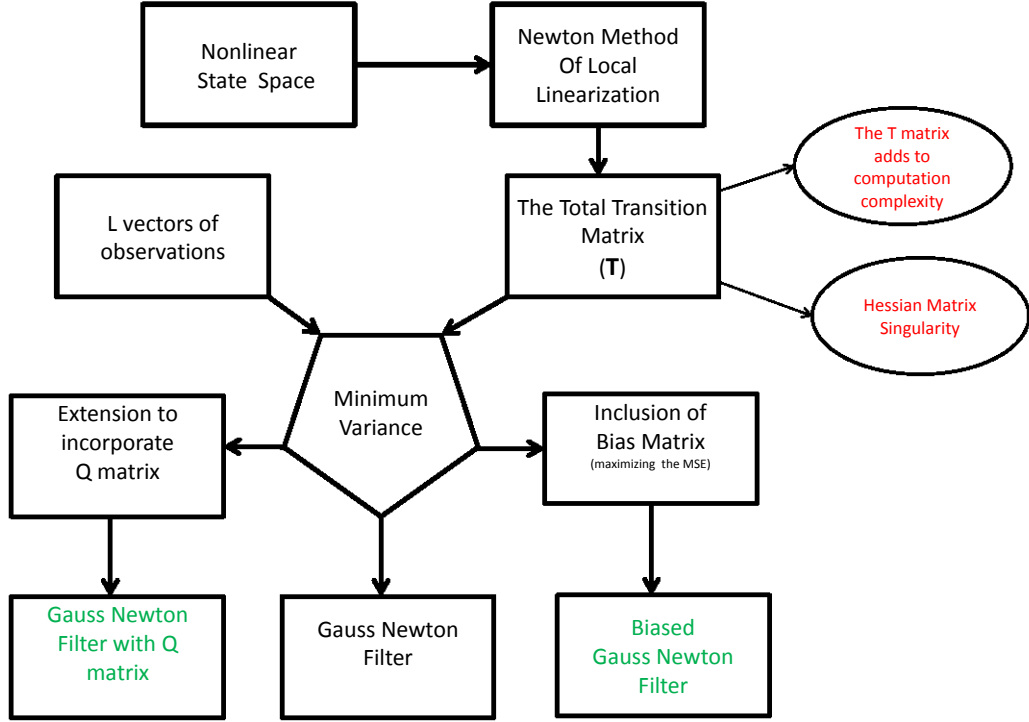 Nonlinear
State Space
Newton Method
Of Local
Linearization
The T matrix
adds to
computation
complexity
L vectors of
observations
The Total Transition
Matrix
(T)
Hessian Matrix
Singularity
Minimum
Variance
Extension to
incorporate
Q matrix
Inclusion of
Bias Matrix
(maximizing the MSE)
Gauss Newton
Filter with Q
matrix
Gauss Newton
Filter
Biased
Gauss Newton
Filter